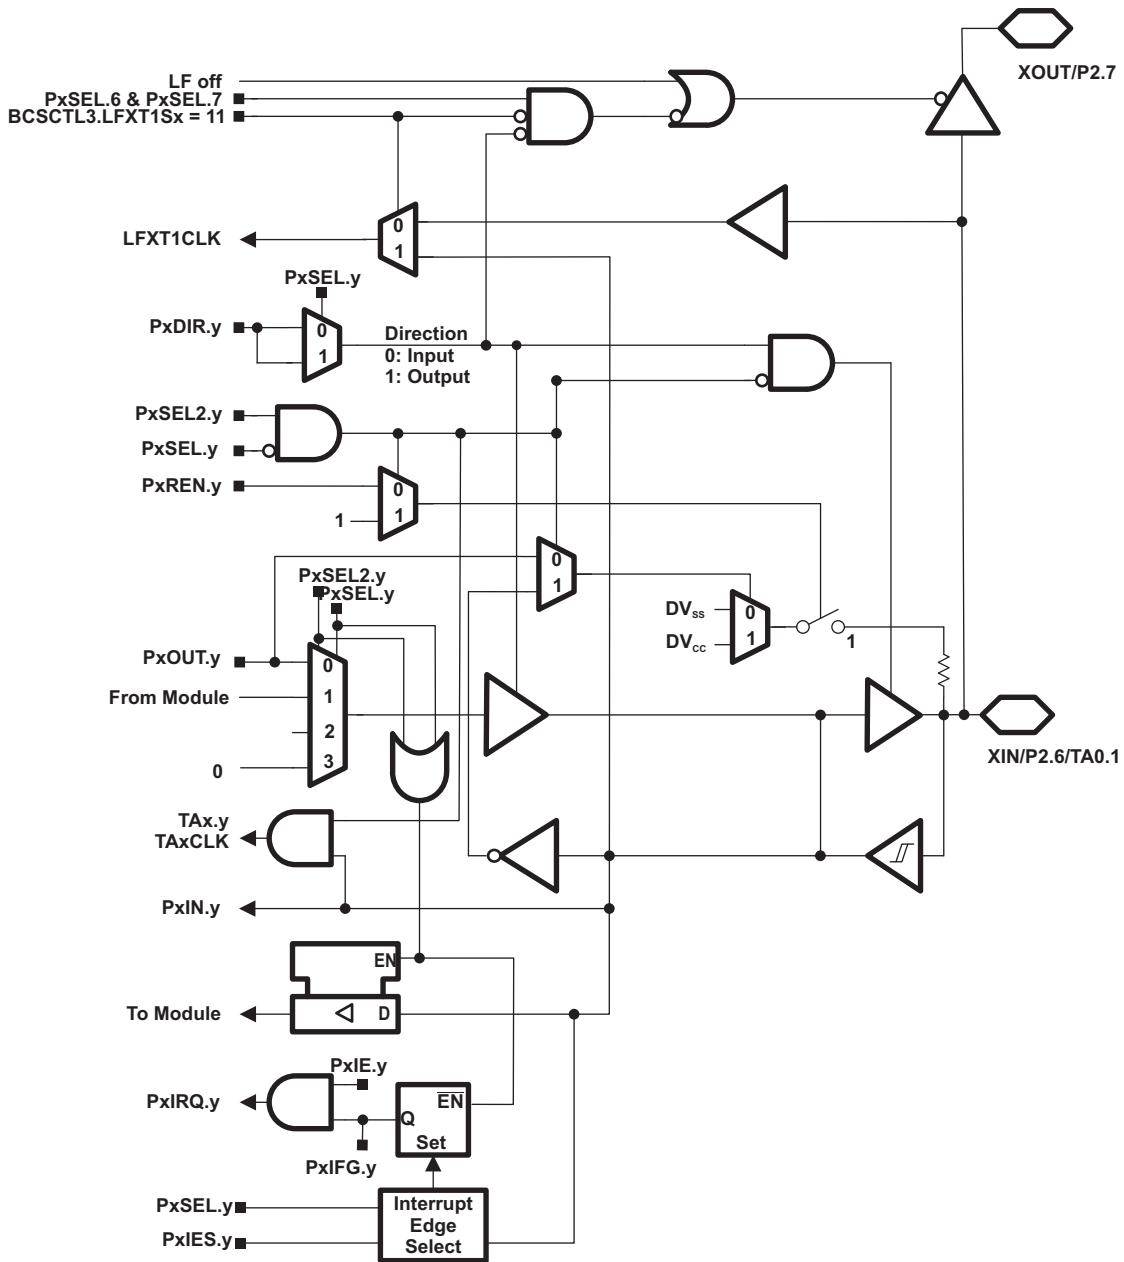 XOUT/P2.7
LF off
PxSEL.6 & PxSEL.7
BCSCTL3.LFXT1Sx = 11
0
LFXT1CLK
1
PxSEL.y
PxDIR.y
0
1
Direction
0: Input
1: Output
PxSEL2.y
PxSEL.y
PxREN.y
0
1
1
0
1
PxSEL2.y
PxSEL.y
DVSS
0
DVCC
1
1
PxOUT.y
0
From Module
1
2
0
3
XIN/P2.6/TA0.1
TAx.y
TAxCLK
PxIN.y
EN
To Module
D
PxIE.y
PxIRQ.y
EN
Q
Set
PxIFG.y
PxSEL.y
PxIES.y
Interrupt
Edge
Select